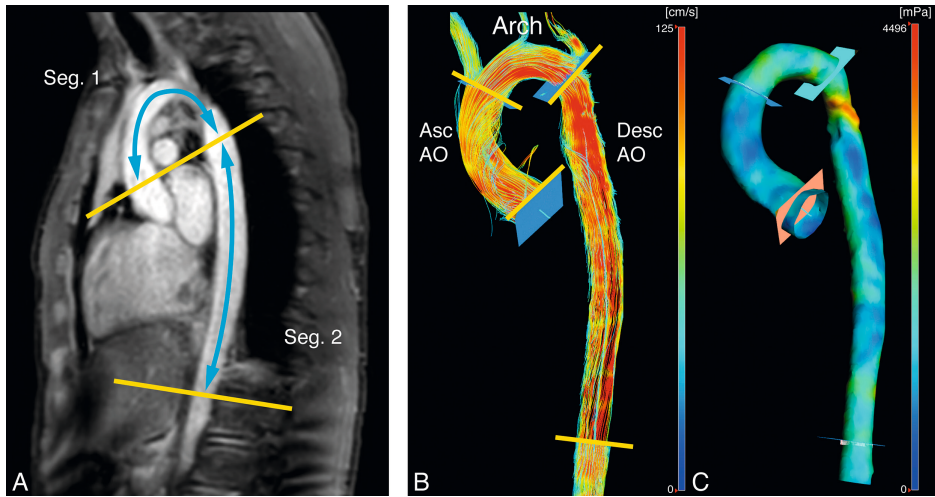 Seg. 1
Seg. 2
A
Arch
Asc
AO
Desc
AO
B
[cm/s]
125
0
[mPa]
4496
0
C